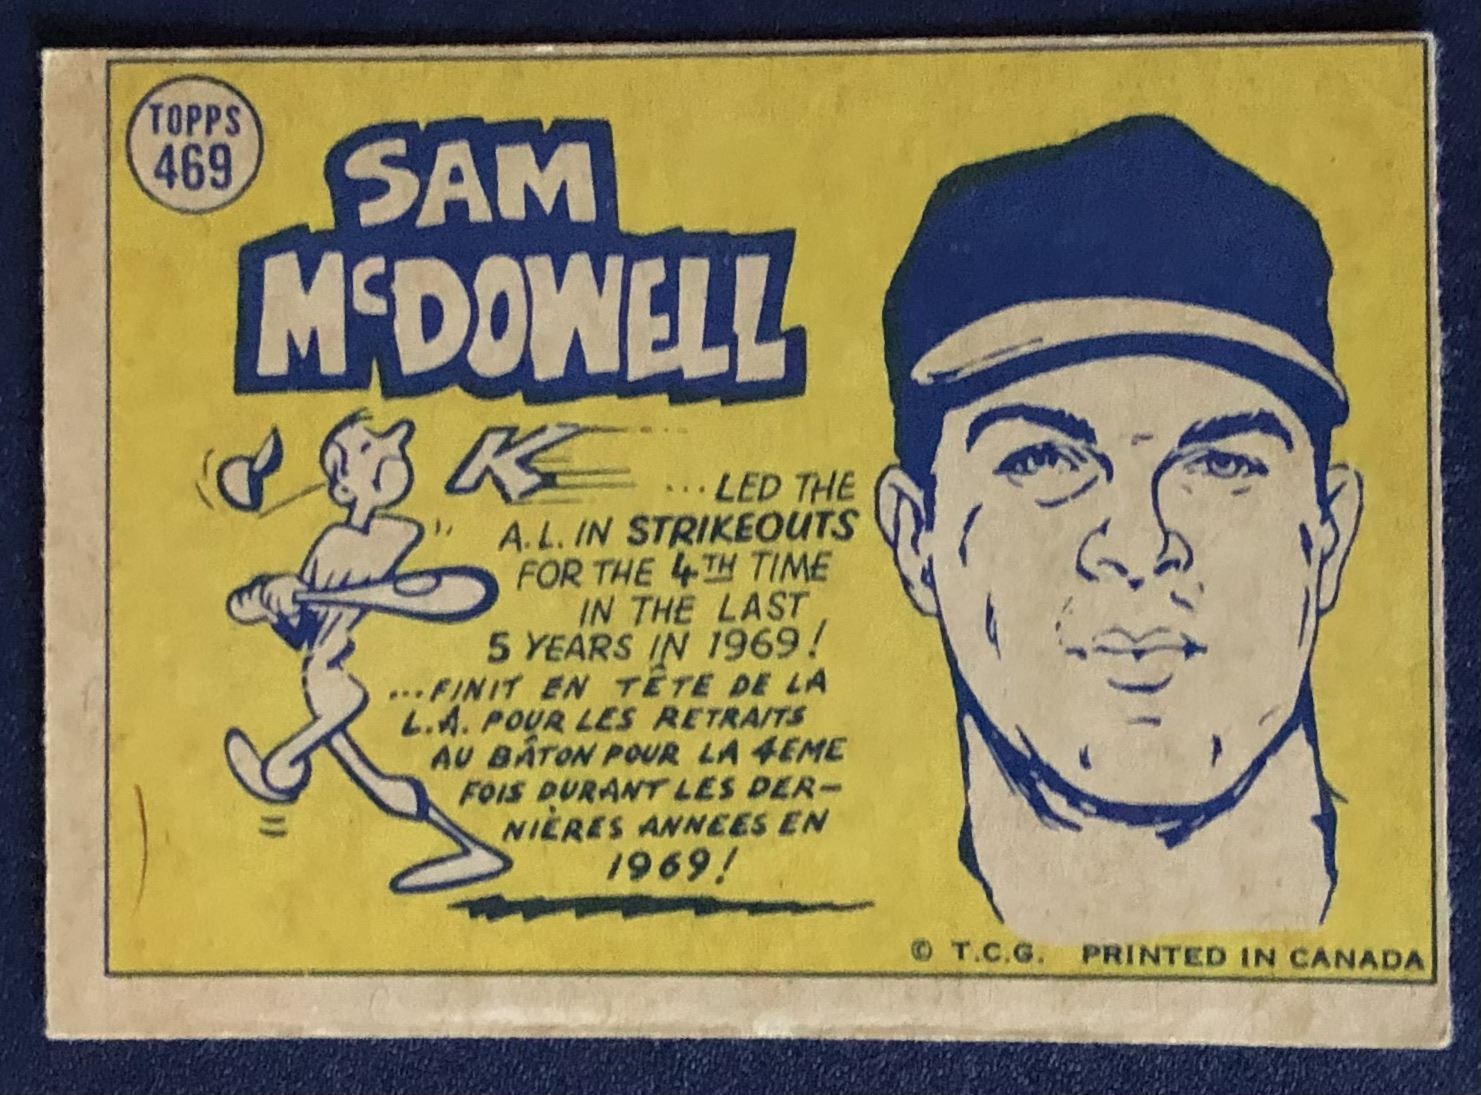 TOPPS
469
SAM
McDOWELL
K
...LED THE
A.L. IN STRIKEOUTS
FOR THE 4TH TIME
IN THE LAST
5 YEARS IN 1969!
...FINIT EN TÊTE DE LA
L.A. POUR LES RETRAITS
AU BÂTON POUR LA 4EME
FOIS DURANT LES DER-
NIÈRES ANNEES EN
1969!
© T.C.G. PRINTED IN CANADA